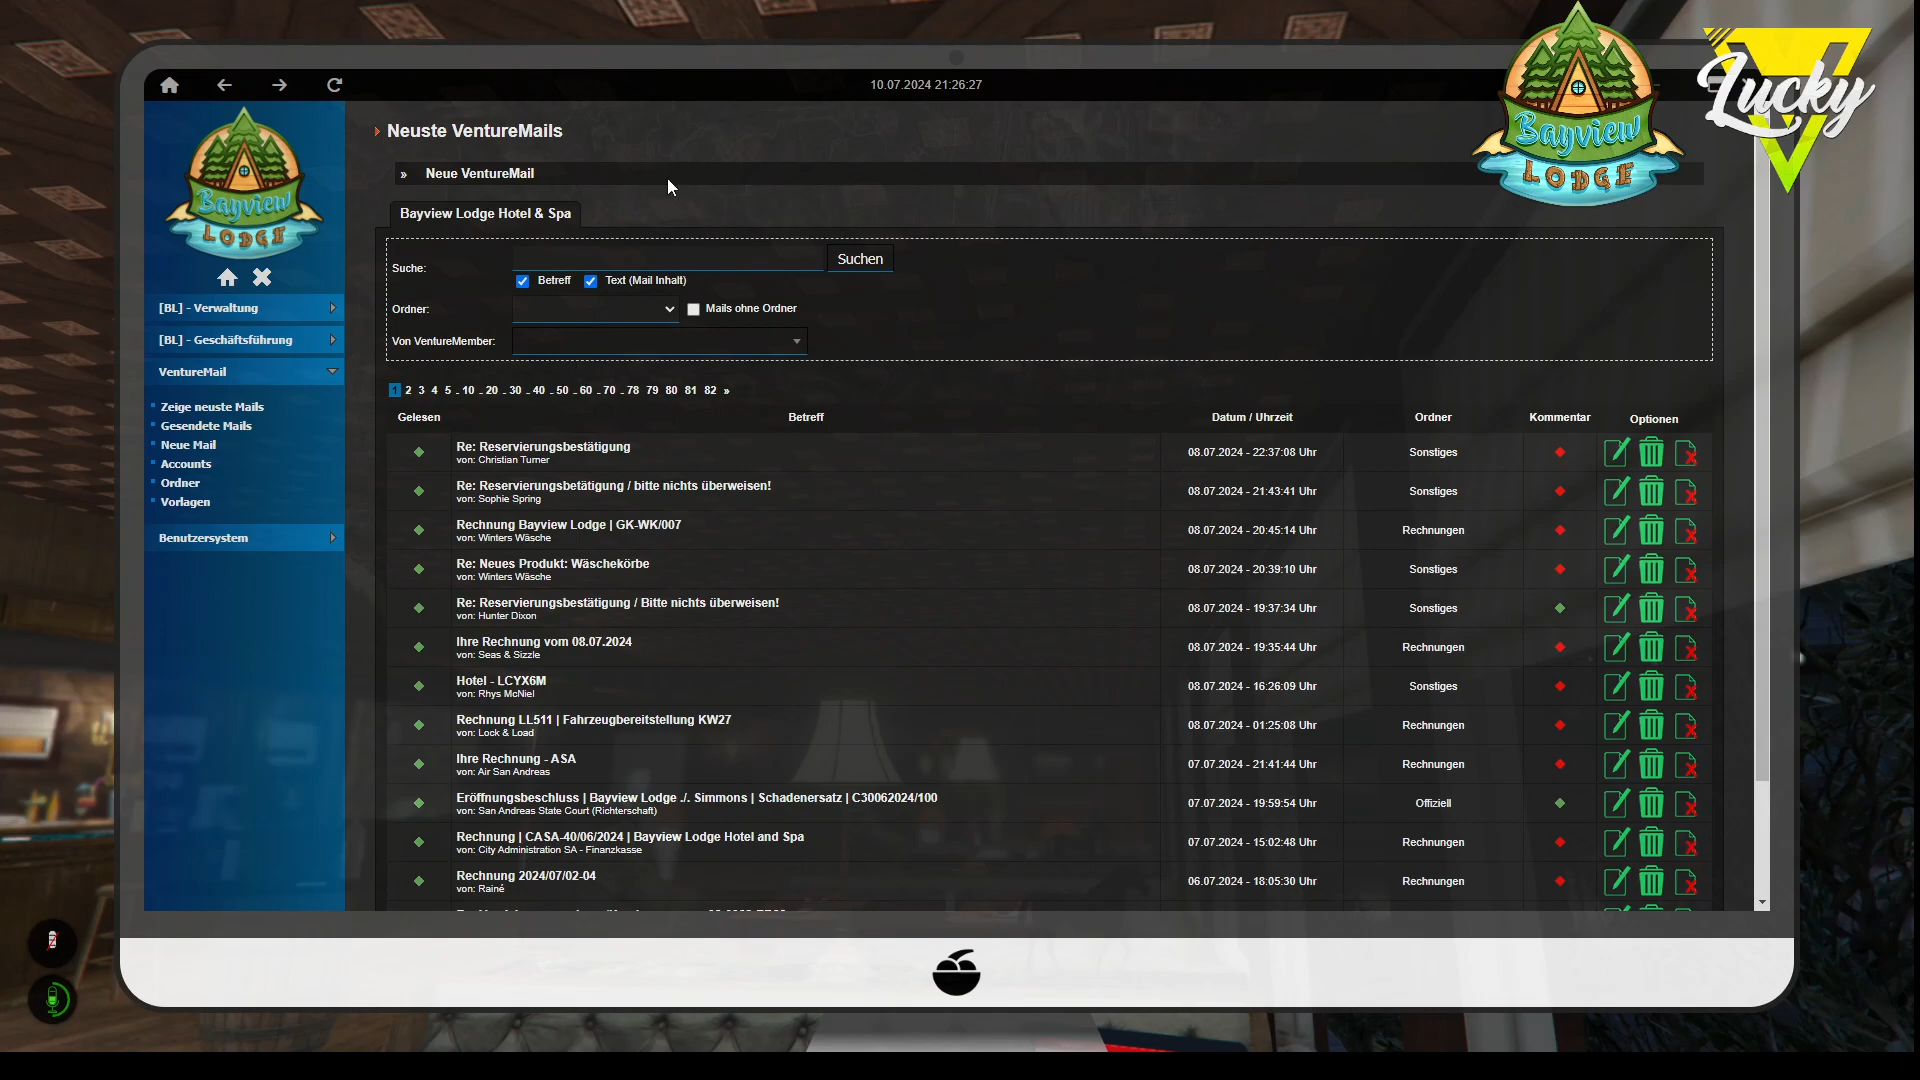 10.07.2024 21:26:27
Bayview
LODGE
Lucky
V
Bayview
LODGE
[BL] - Verwaltung
[BL] - Geschäftsführung
VentureMail
Zeige neuste Mails
Gesendete Mails
Neue Mail
Accounts
Ordner
Vorlagen
Benutzersystem
Neuste VentureMails
» Neue VentureMail
Bayview Lodge Hotel & Spa
Suche: Suchen
Betreff Text (Mail Inhalt)
Ordner: Mails ohne Ordner
Von VentureMember:
1 2 3 4 5 .. 10 .. 20 .. 30 .. 40 .. 50 .. 60 .. 70 .. 78 79 80 81 82 »
Gelesen Betreff Datum / Uhrzeit Ordner Kommentar Optionen
Re: Reservierungsbestätigung
von: Christian Turner 08.07.2024 - 22:37:08 Uhr Sonstiges
Re: Reservierungsbetätigung / bitte nichts überweisen!
von: Sophie Spring 08.07.2024 - 21:43:41 Uhr Sonstiges
Rechnung Bayview Lodge | GK-WK/007
von: Winters Wäsche 08.07.2024 - 20:45:14 Uhr Rechnungen
Re: Neues Produkt: Wäschekörbe
von: Winters Wäsche 08.07.2024 - 20:39:10 Uhr Sonstiges
Re: Reservierungsbestätigung / Bitte nichts überweisen!
von: Hunter Dixon 08.07.2024 - 19:37:34 Uhr Sonstiges
Ihre Rechnung vom 08.07.2024
von: Seas & Sizzle 08.07.2024 - 19:35:44 Uhr Rechnungen
Hotel - LCYX6M
von: Rhys McNiel 08.07.2024 - 16:26:09 Uhr Sonstiges
Rechnung LL511 | Fahrzeugbereitstellung KW27
von: Lock & Load 08.07.2024 - 01:25:08 Uhr Rechnungen
Ihre Rechnung - ASA
von: Air San Andreas 07.07.2024 - 21:41:44 Uhr Rechnungen
Eröffnungsbeschluss | Bayview Lodge ./. Simmons | Schadenersatz | C30062024/100
von: San Andreas State Court (Richterschaft) 07.07.2024 - 19:59:54 Uhr Offiziell
Rechnung | CASA-40/06/2024 | Bayview Lodge Hotel and Spa
von: City Administration SA - Finanzkasse 07.07.2024 - 15:02:48 Uhr Rechnungen
Rechnung 2024/07/02-04
von: Rainé 06.07.2024 - 18:05:30 Uhr Rechnungen